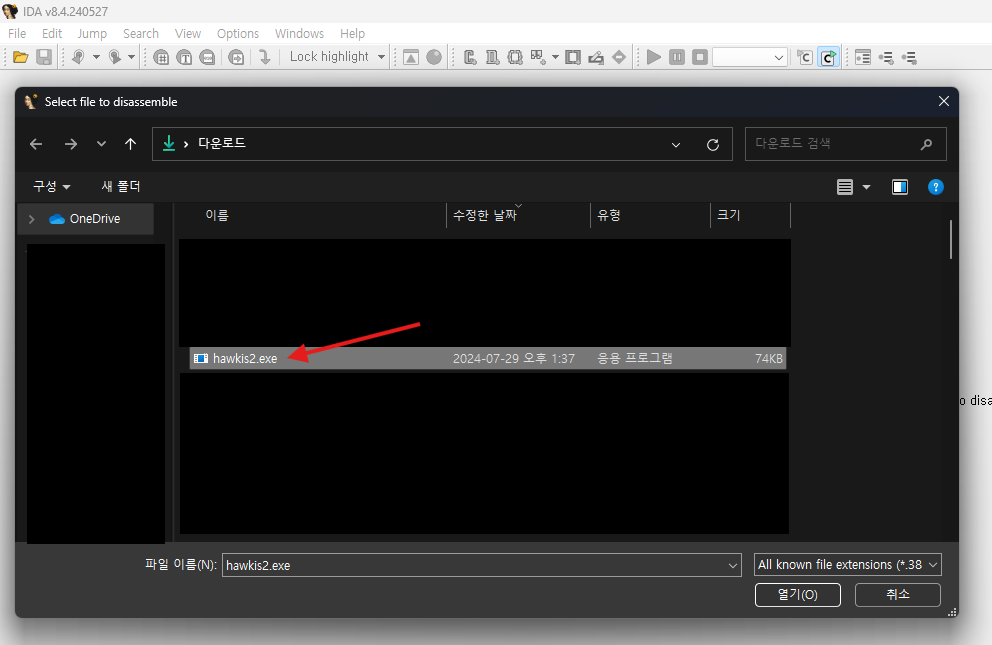 IDA v8.4.240527
File Edit Jump Search View Options Windows Help
Lock highlight
Select file to disassemble
다운로드
다운로드 검색
구성 새 폴더
OneDrive
이름 수정한 날짜 유형 크기
hawkis2.exe 2024-07-29 오후 1:37 응용 프로그램 74KB
o disa
파일 이름(N): hawkis2.exe All known file extensions (*.38
열기(O) 취소